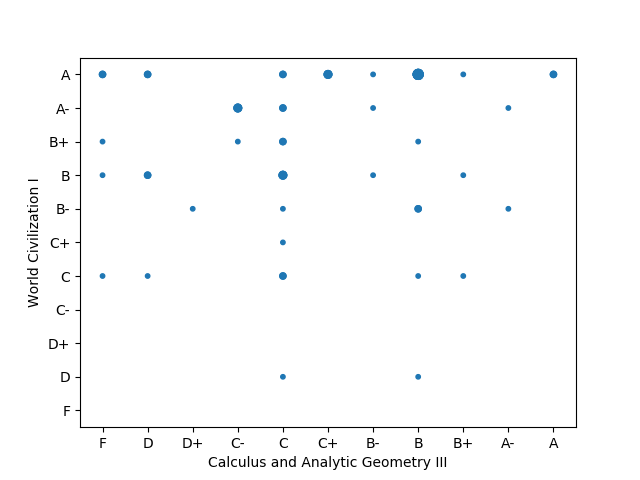 World Civilization I
A
A-
B+
B
B-
C+
C
C-
D+
D
F
F D D+ C- C C+ B- B B+ A- A
Calculus and Analytic Geometry III